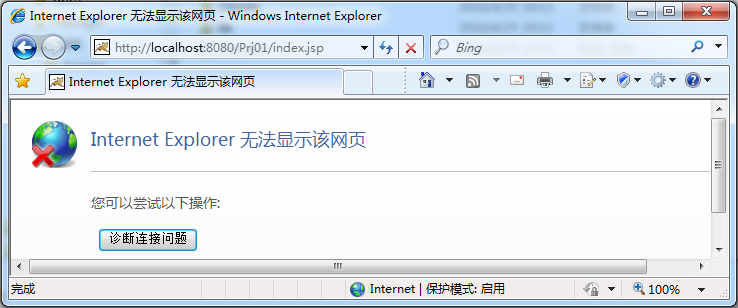 Internet Explorer 无法显示该网页 - Windows Internet Explorer
http://localhost:8080/Prj01/index.jsp
Bing
Internet Explorer 无法显示该网页
Internet Explorer 无法显示该网页
您可以尝试以下操作:
诊断连接问题
完成
Internet | 保护模式: 启用
100%